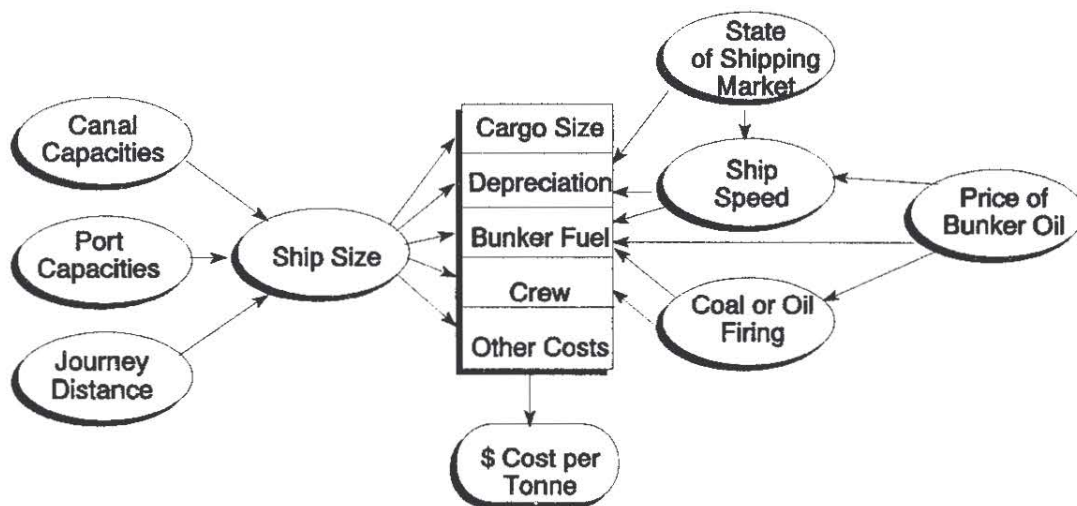 State
of Shipping
Market
Canal
Capacities
Cargo Size
Depreciation
Ship
Speed
Price of
Bunker Oil
Port
Capacities
Ship Size
Bunker Fuel
Crew
Coal or Oil
Firing
Other Costs
Journey
Distance
$ Cost per
Tonne